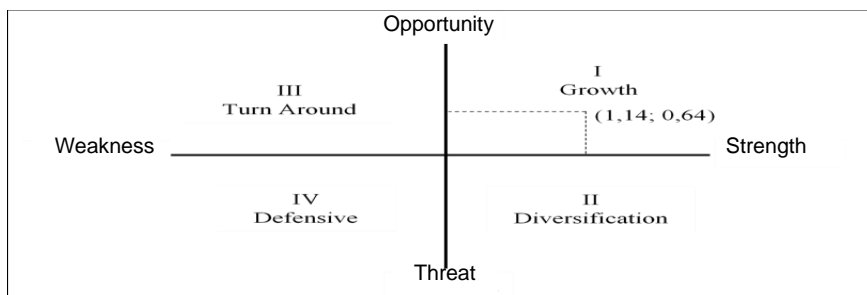 Opportunity
III
Turn Around
I
Growth
(1,14; 0,64)
Weakness
Strength
IV
Defensive
II
Diversification
Threat